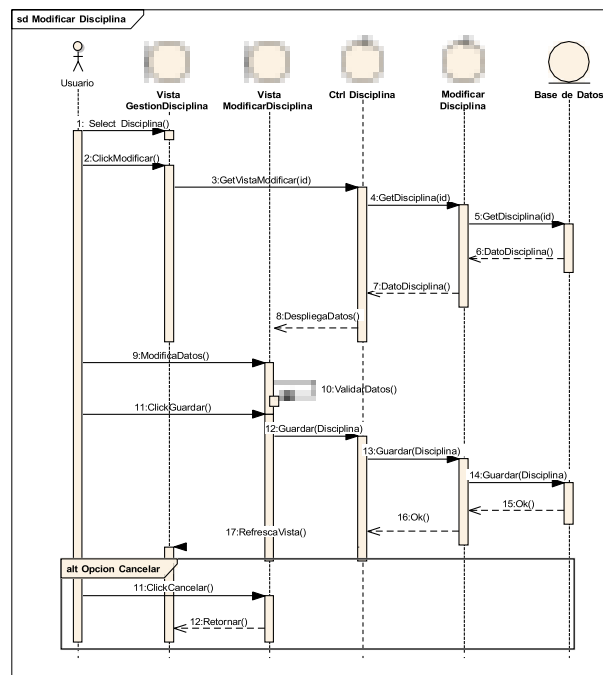 sd Modificar Disciplina
Usuario
Vista
GestionDisciplina
Vista
ModificarDisciplina
Ctrl Disciplina
Modificar
Disciplina
Base de Datos
1: Select Disciplina()
2:ClickModificar()
3:GetVistaModificar(id)
4:GetDisciplina(id)
5:GetDisciplina(id)
6:DatoDisciplina()
7:DatoDisciplina()
8:DespliegaDatos()
9:ModificaDatos()
10:ValidarDatos()
11:ClickGuardar()
12:Guardar(Disciplina)
13:Guardar(Disciplina)
14:Guardar(Disciplina)
15:Ok()
16:Ok()
17:RefrescaVista()
alt Opcion Cancelar
11:ClickCancelar()
12:Retornar()